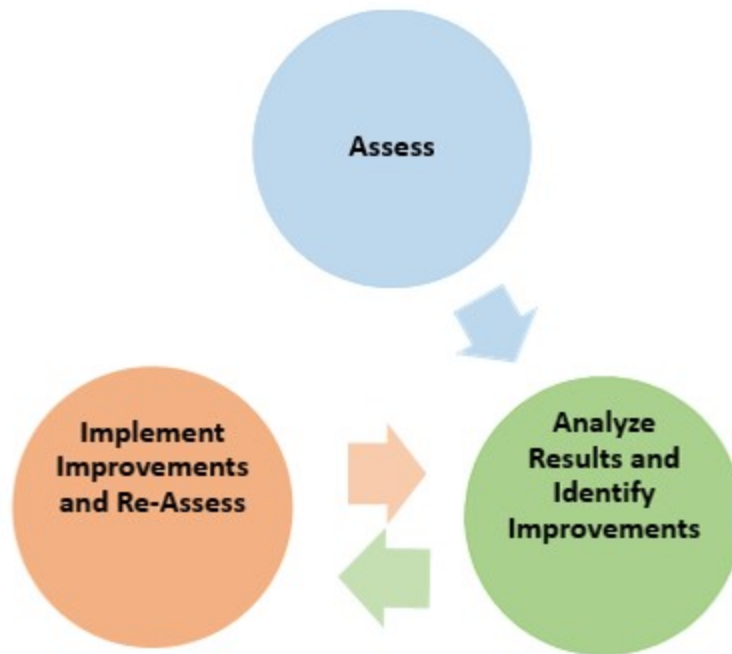 Assess
Implement
Improvements
and Re-Assess
Analyze
Results and
Identify
Improvements